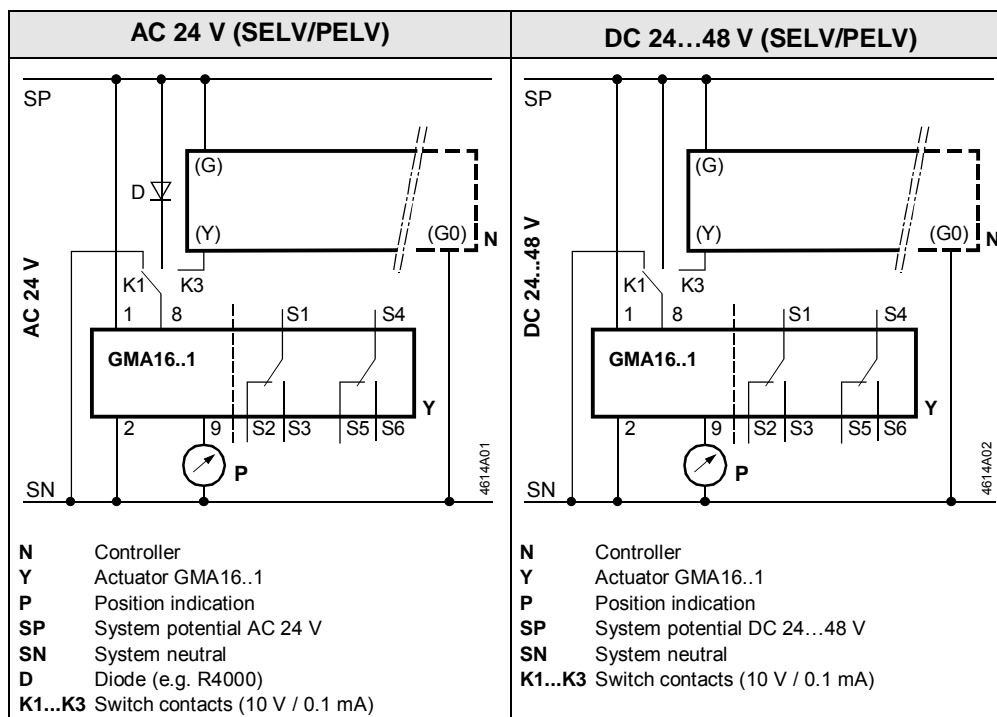 AC 24 V (SELV/PELV)
SP
(G)
D
(Y)
(G0)
N
AC 24 V
K1
K3
1
8
S1
S4
GMA16..1
Y
2
9
S2
S3
S5
S6
P
SN
4614A01
N Controller
Y Actuator GMA16..1
P Position indication
SP System potential AC 24 V
SN System neutral
D Diode (e.g. R4000)
K1...K3 Switch contacts (10 V / 0.1 mA)
DC 24…48 V (SELV/PELV)
SP
(G)
(Y)
(G0)
N
DC 24...48 V
K1
K3
1
8
S1
S4
GMA16..1
Y
2
9
S2
S3
S5
S6
P
SN
4614A02
N Controller
Y Actuator GMA16..1
P Position indication
SP System potential DC 24…48 V
SN System neutral
K1...K3 Switch contacts (10 V / 0.1 mA)